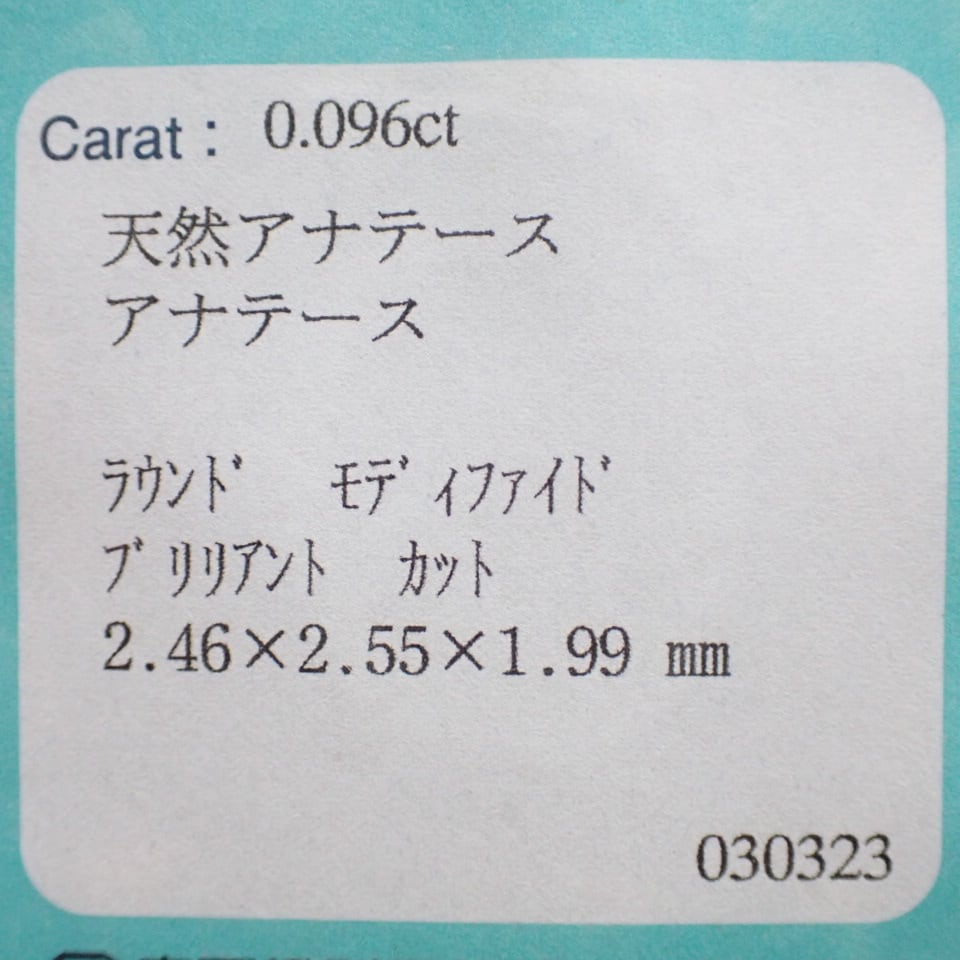 Carat： 0.096ct
天然アナテース
アナテース
ﾗｳﾝﾄﾞ ﾓﾃﾞｨﾌｧｲﾄﾞ
ﾌﾞﾘﾘｱﾝﾄ ｶｯﾄ
2.46×2.55×1.99 ㎜
030323